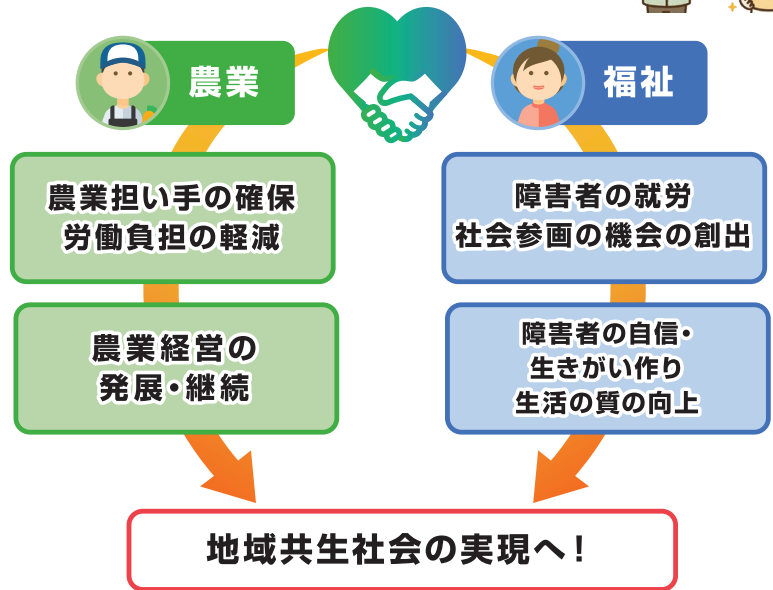 農業
農業担い手の確保
労働負担の軽減
農業経営の
発展・継続
福祉
障害者の就労
社会参画の機会の創出
障害者の自信・
生きがい作り
生活の質の向上
地域共生社会の実現へ！